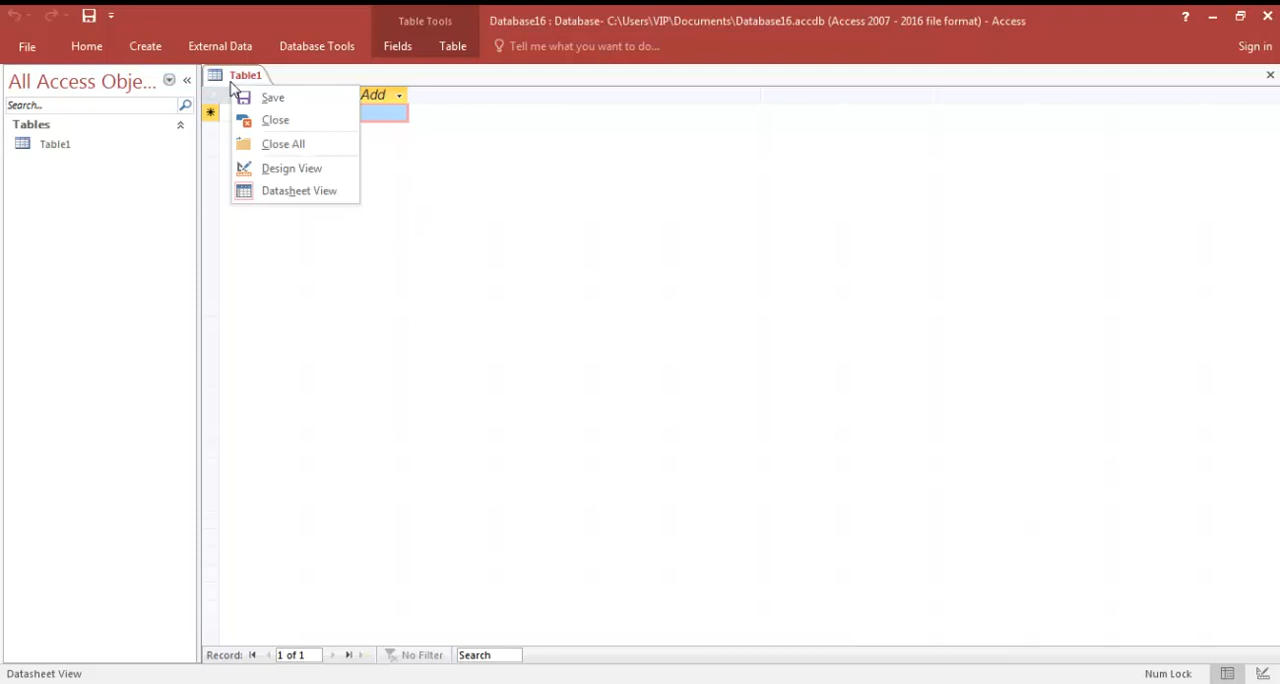 Table Tools
Database16 : Database- C:\Users\VIP\Documents\Database16.accdb (Access 2007 - 2016 file format) - Access
?
File Home Create External Data Database Tools Fields Table Tell me what you want to do... Sign in
All Access Obje... «
Search...
Tables
Table1
Table1
Add
Save
Close
Close All
Design View
Datasheet View
Record: 1 of 1 No Filter Search
Datasheet View Num Lock